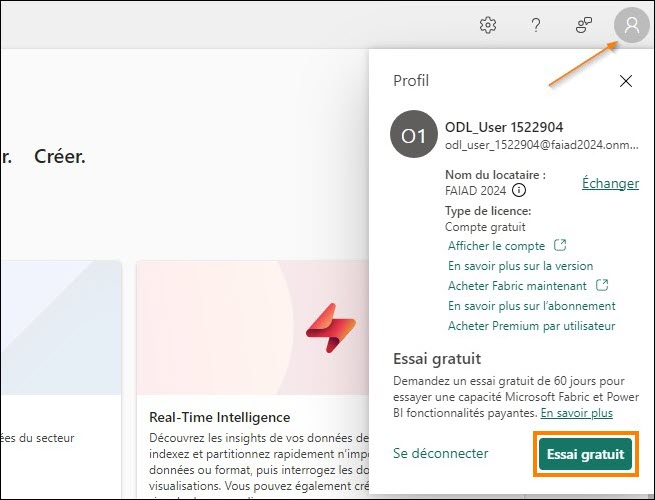 Profil
r. Créer.
O1
ODL_User 1522904
odl_user_1522904@faiad2024.onm...
Nom du locataire :
FAIAD 2024
Échanger
Type de licence:
Compte gratuit
Afficher le compte
En savoir plus sur la version
Acheter Fabric maintenant
En savoir plus sur l'abonnement
Acheter Premium par utilisateur
Essai gratuit
Demandez un essai gratuit de 60 jours pour
essayer une capacité Microsoft Fabric et Power
BI fonctionnalités payantes. En savoir plus
Se déconnecter
Essai gratuit
Real-Time Intelligence
ées du secteur
Découvrez les insights de vos données de
indexez et partitionnez rapidement n'imp
données ou format, puis interrogez les do
visualisations. Vous pouvez également cré